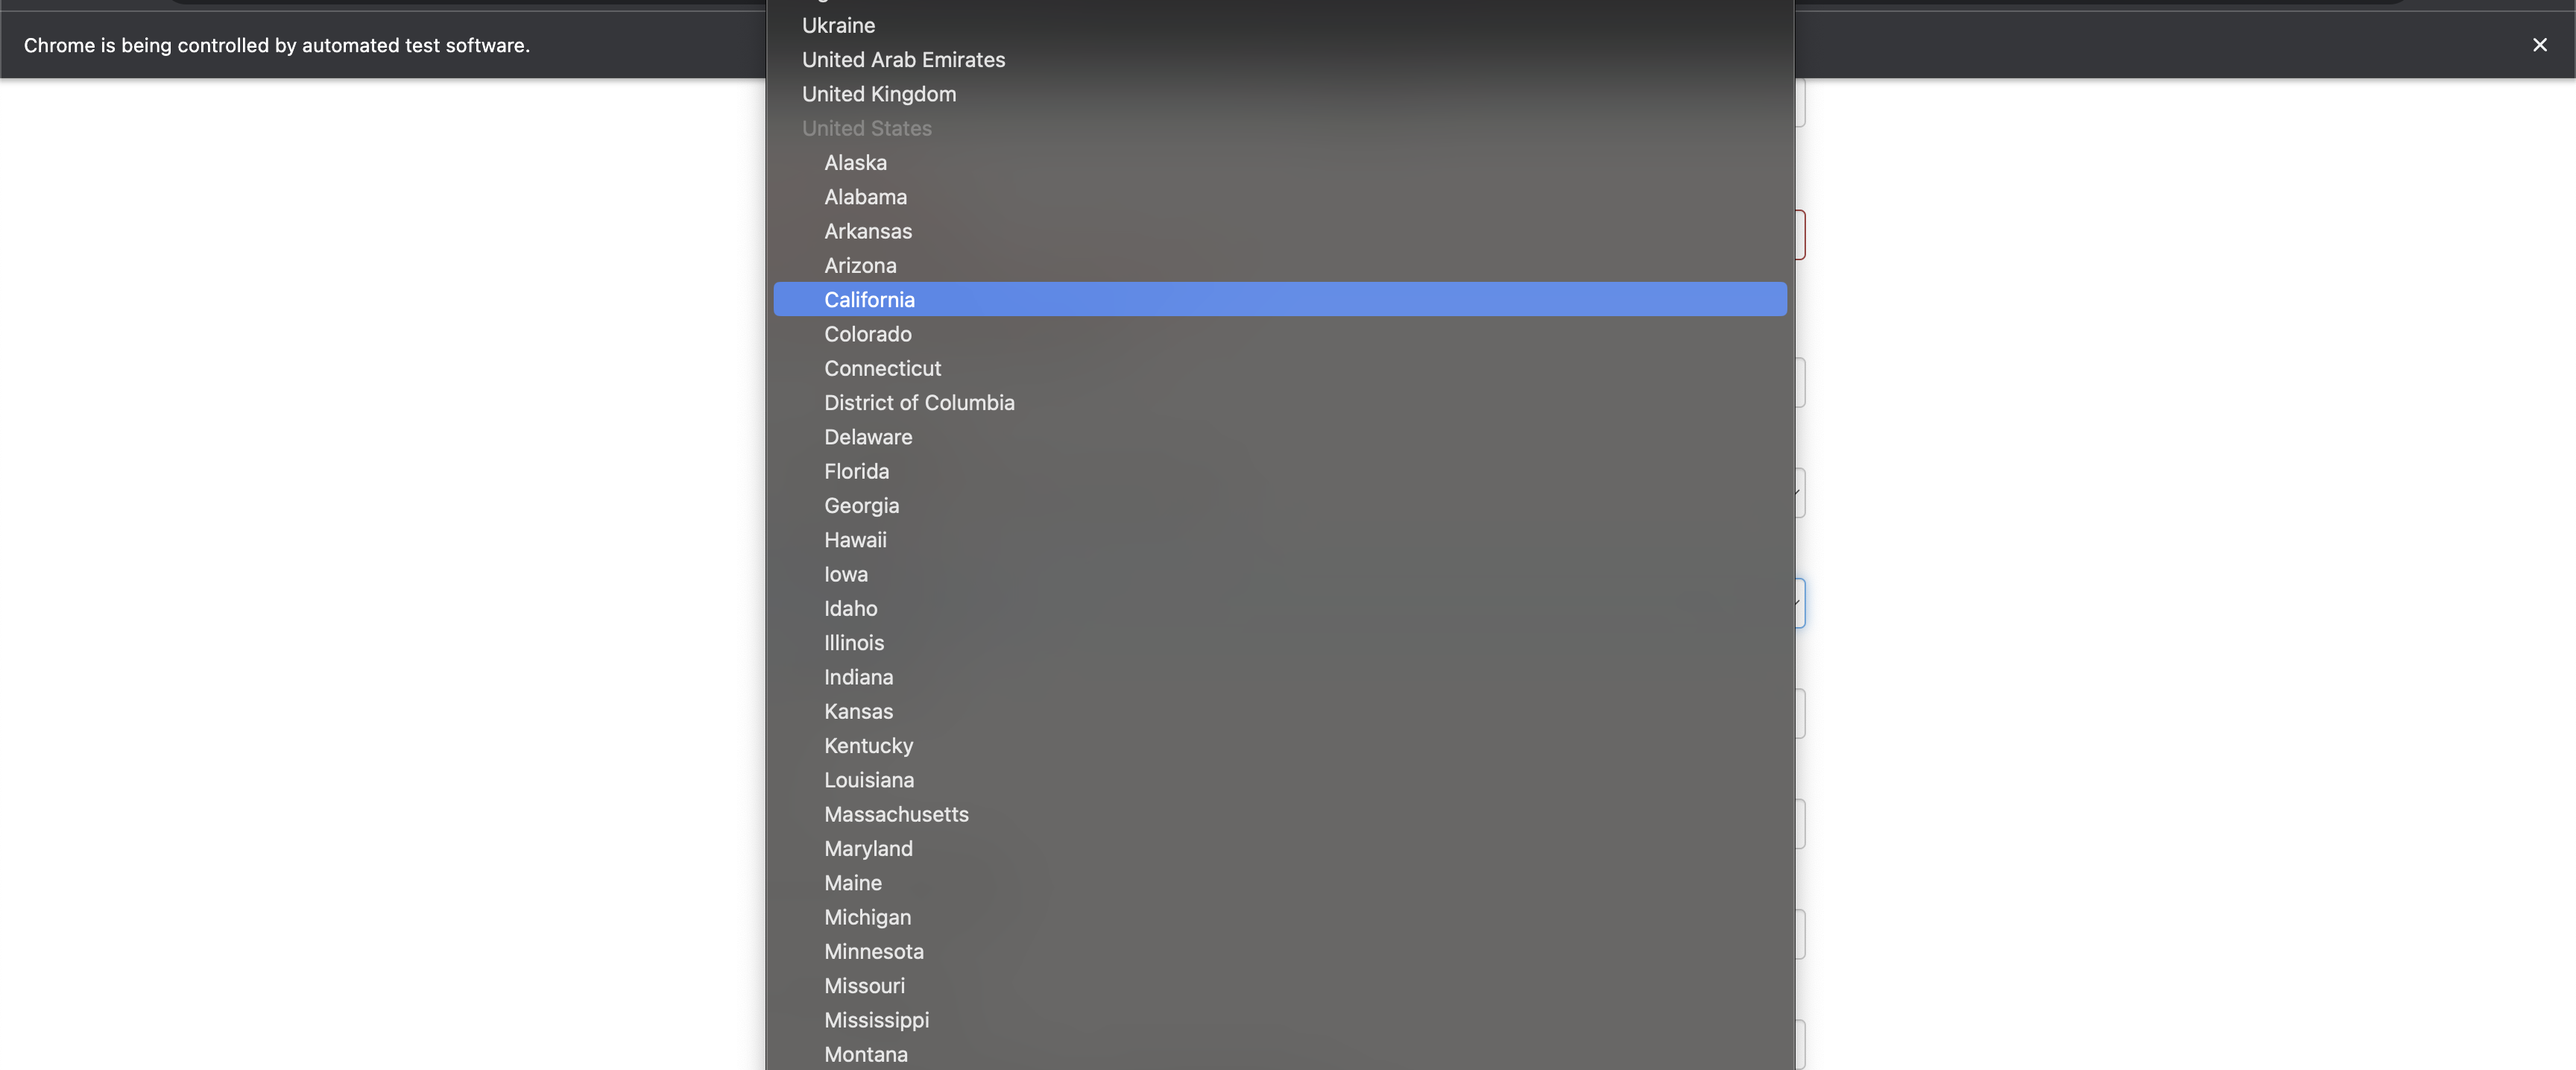 Chrome is being controlled by automated test software.
Ukraine
United Arab Emirates
United Kingdom
United States
Alaska
Alabama
Arkansas
Arizona
California
Colorado
Connecticut
District of Columbia
Delaware
Florida
Georgia
Hawaii
Iowa
Idaho
Illinois
Indiana
Kansas
Kentucky
Louisiana
Massachusetts
Maryland
Maine
Michigan
Minnesota
Missouri
Mississippi
Montana